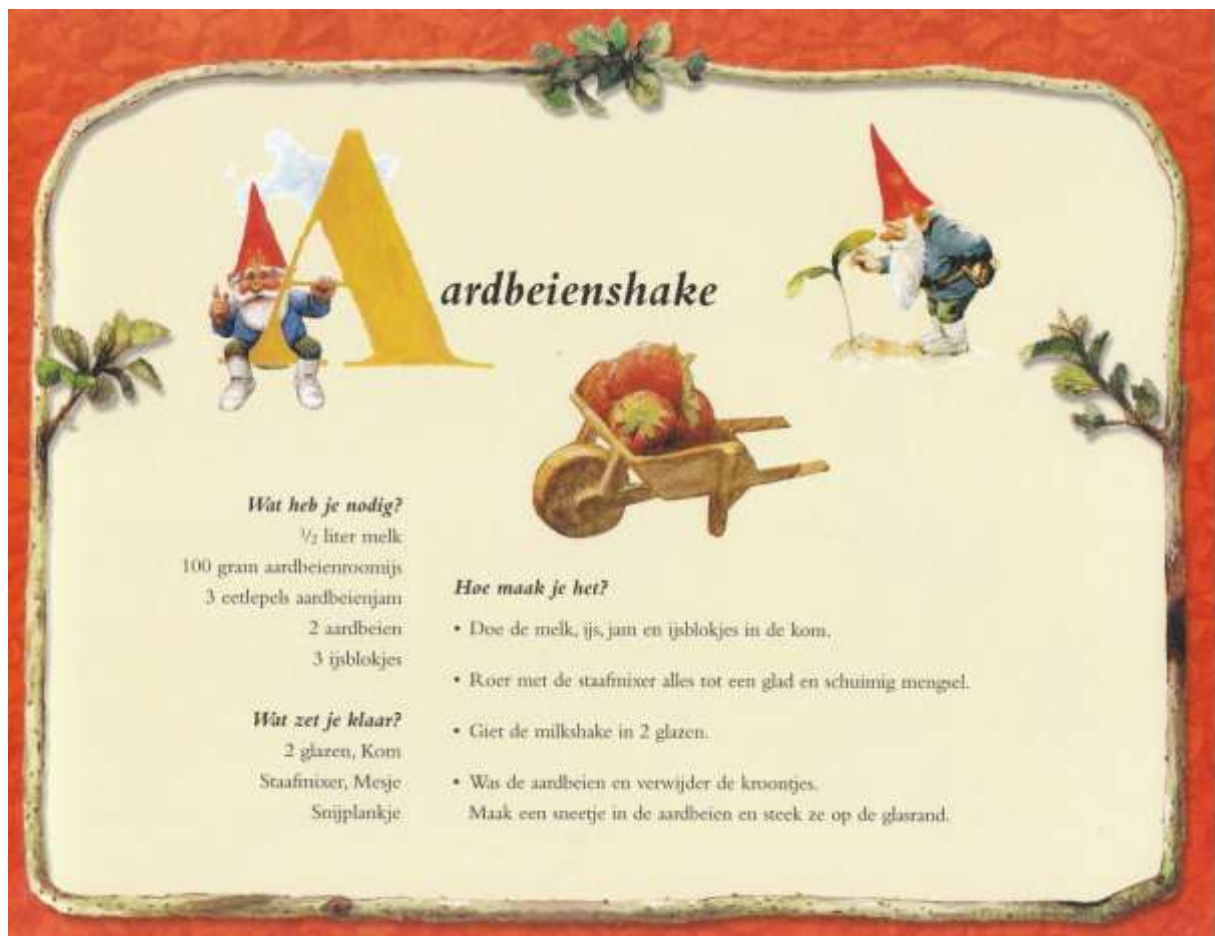 Aardbeienshake
Wat heb je nodig?
½ liter melk
100 gram aardbeienroomijs
3 eetlepels aardbeienjam
2 aardbeien
3 ijsblokjes
Wat zet je klaar?
2 glazen, Kom
Staafmixer, Mesje
Snijplankje
Hoe maak je het?
• Doe de melk, ijs, jam en ijsblokjes in de kom.
• Roer met de staafmixer alles tot een glad en schuimig mengsel.
• Giet de milkshake in 2 glazen.
• Was de aardbeien en verwijder de kroontjes.
Maak een sneetje in de aardbeien en steek ze op de glasrand.